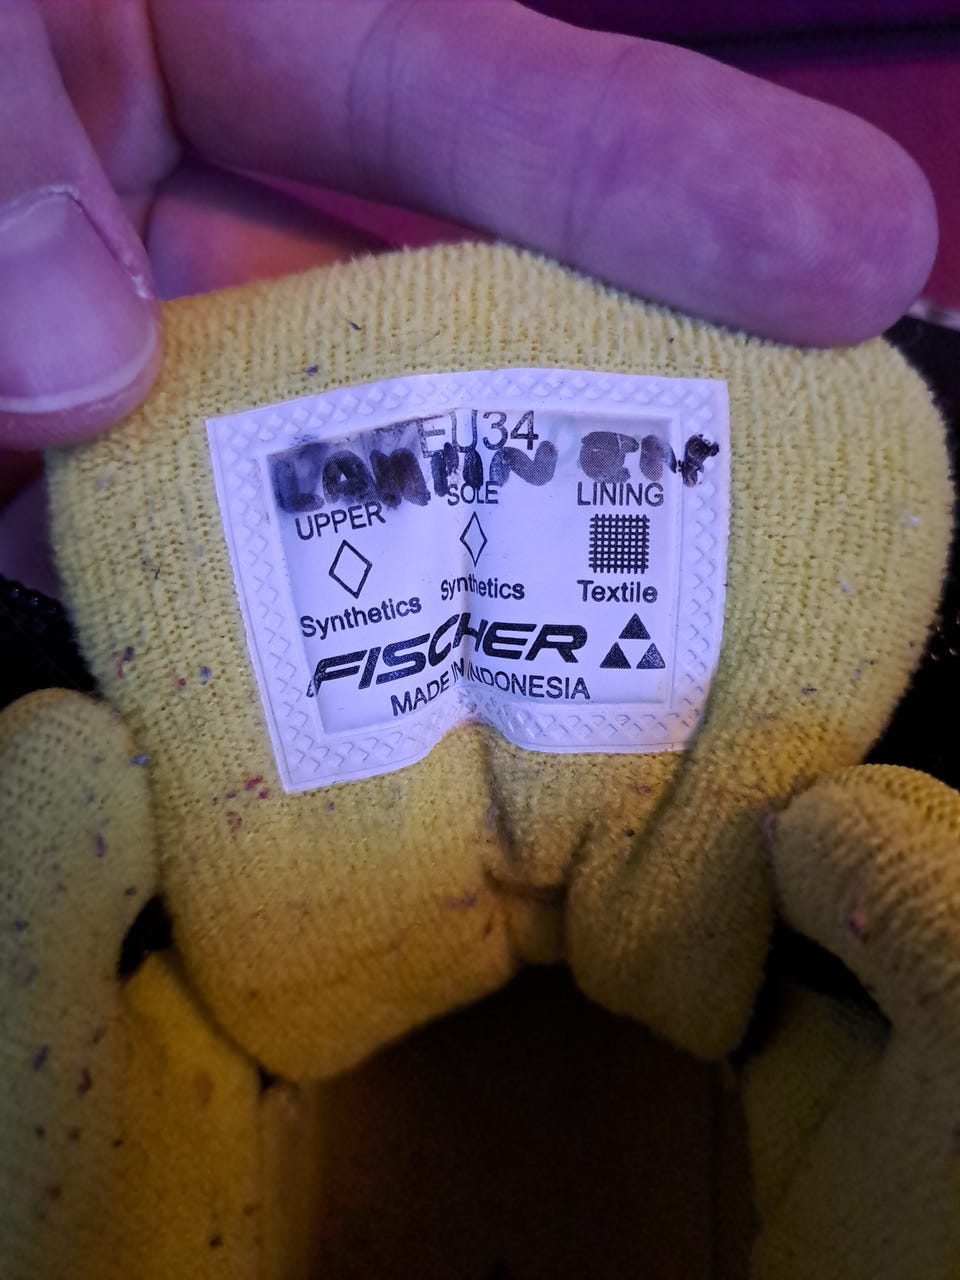 EU34
UPPER SOLE LINING
Synthetics Synthetics Textile
FISCHER
MADE IN INDONESIA